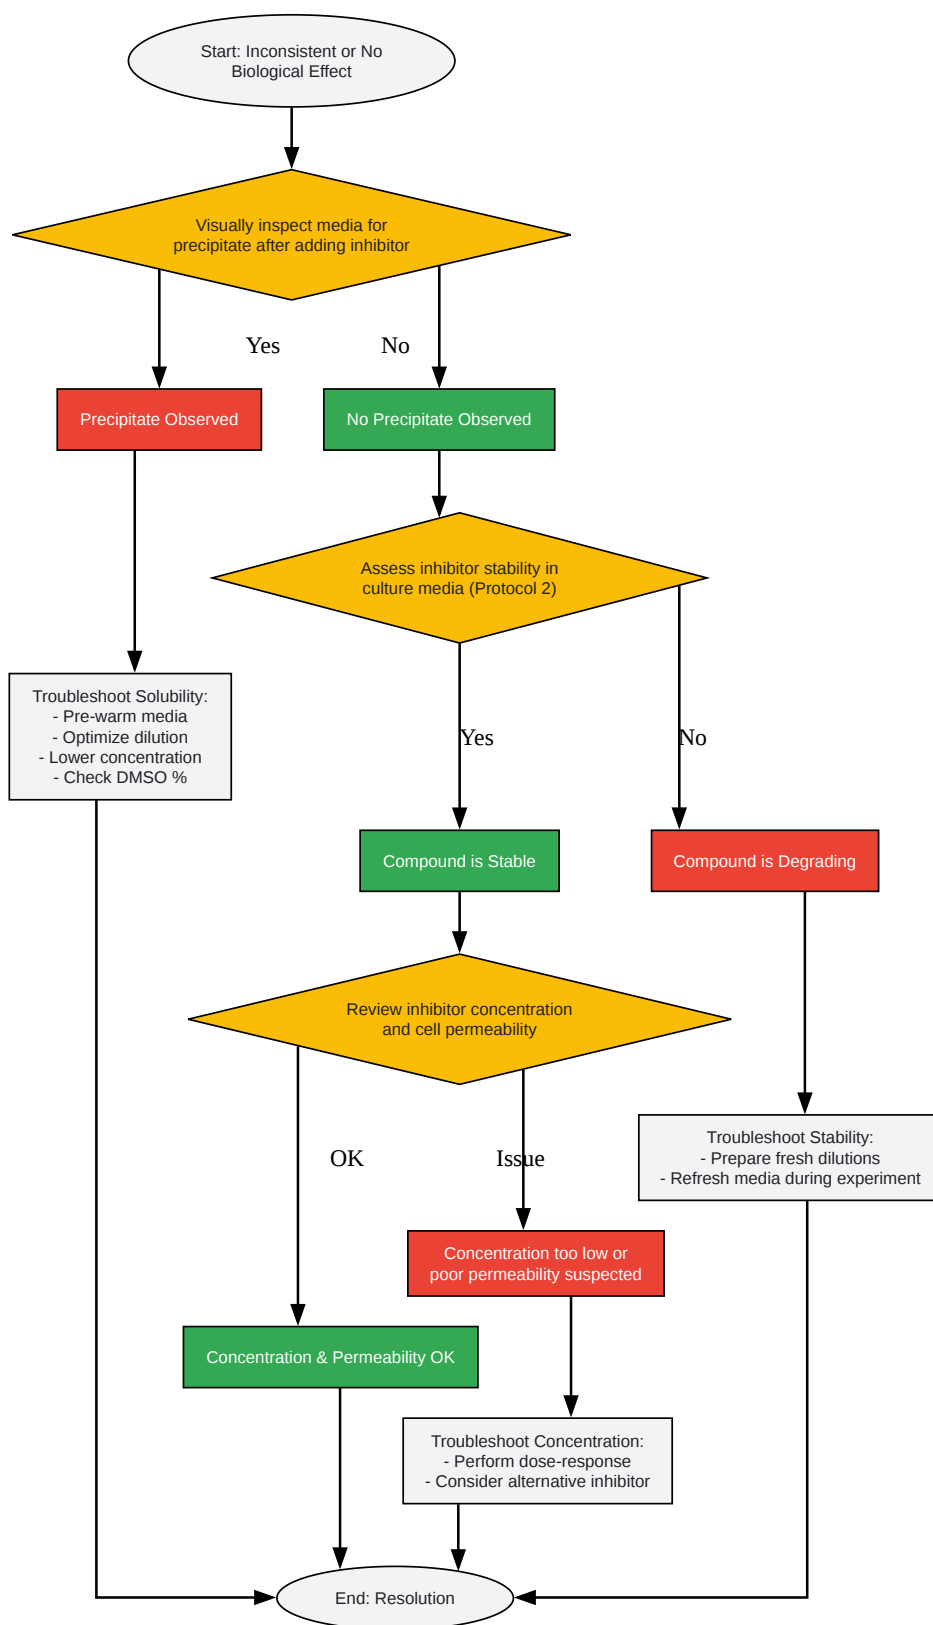 Start: Inconsistent or No
Biological Effect
Visually inspect media for
precipitate after adding inhibitor
Yes
No
Precipitate Observed
No Precipitate Observed
Assess inhibitor stability in
culture media (Protocol 2)
Troubleshoot Solubility:
- Pre-warm media
- Optimize dilution
- Lower concentration
- Check DMSO %
Yes
No
Compound is Stable
Compound is Degrading
Review inhibitor concentration
and cell permeability
OK
Issue
Troubleshoot Stability:
- Prepare fresh dilutions
- Refresh media during experiment
Concentration too low or
poor permeability suspected
Concentration & Permeability OK
Troubleshoot Concentration:
- Perform dose-response
- Consider alternative inhibitor
End: Resolution